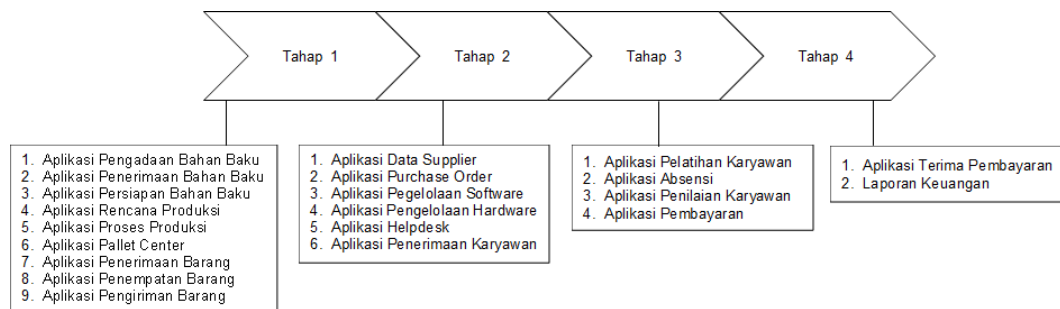 Tahap 1
Tahap 2
Tahap 3
Tahap 4
1. Aplikasi Pengadaan Bahan Baku
2. Aplikasi Penerimaan Bahan Baku
3. Aplikasi Persiapan Bahan Baku
4. Aplikasi Rencana Produksi
5. Aplikasi Proses Produksi
6. Aplikasi Pallet Center
7. Aplikasi Penerimaan Barang
8. Aplikasi Penempatan Barang
9. Aplikasi Pengiriman Barang
1. Aplikasi Data Supplier
2. Aplikasi Purchase Order
3. Aplikasi Pegelolaan Software
4. Aplikasi Pengelolaan Hardware
5. Aplikasi Helpdesk
6. Aplikasi Penerimaan Karyawan
1. Aplikasi Pelatihan Karyawan
2. Aplikasi Absensi
3. Aplikasi Penilaian Karyawan
4. Aplikasi Pembayaran
1. Aplikasi Terima Pembayaran
2. Laporan Keuangan